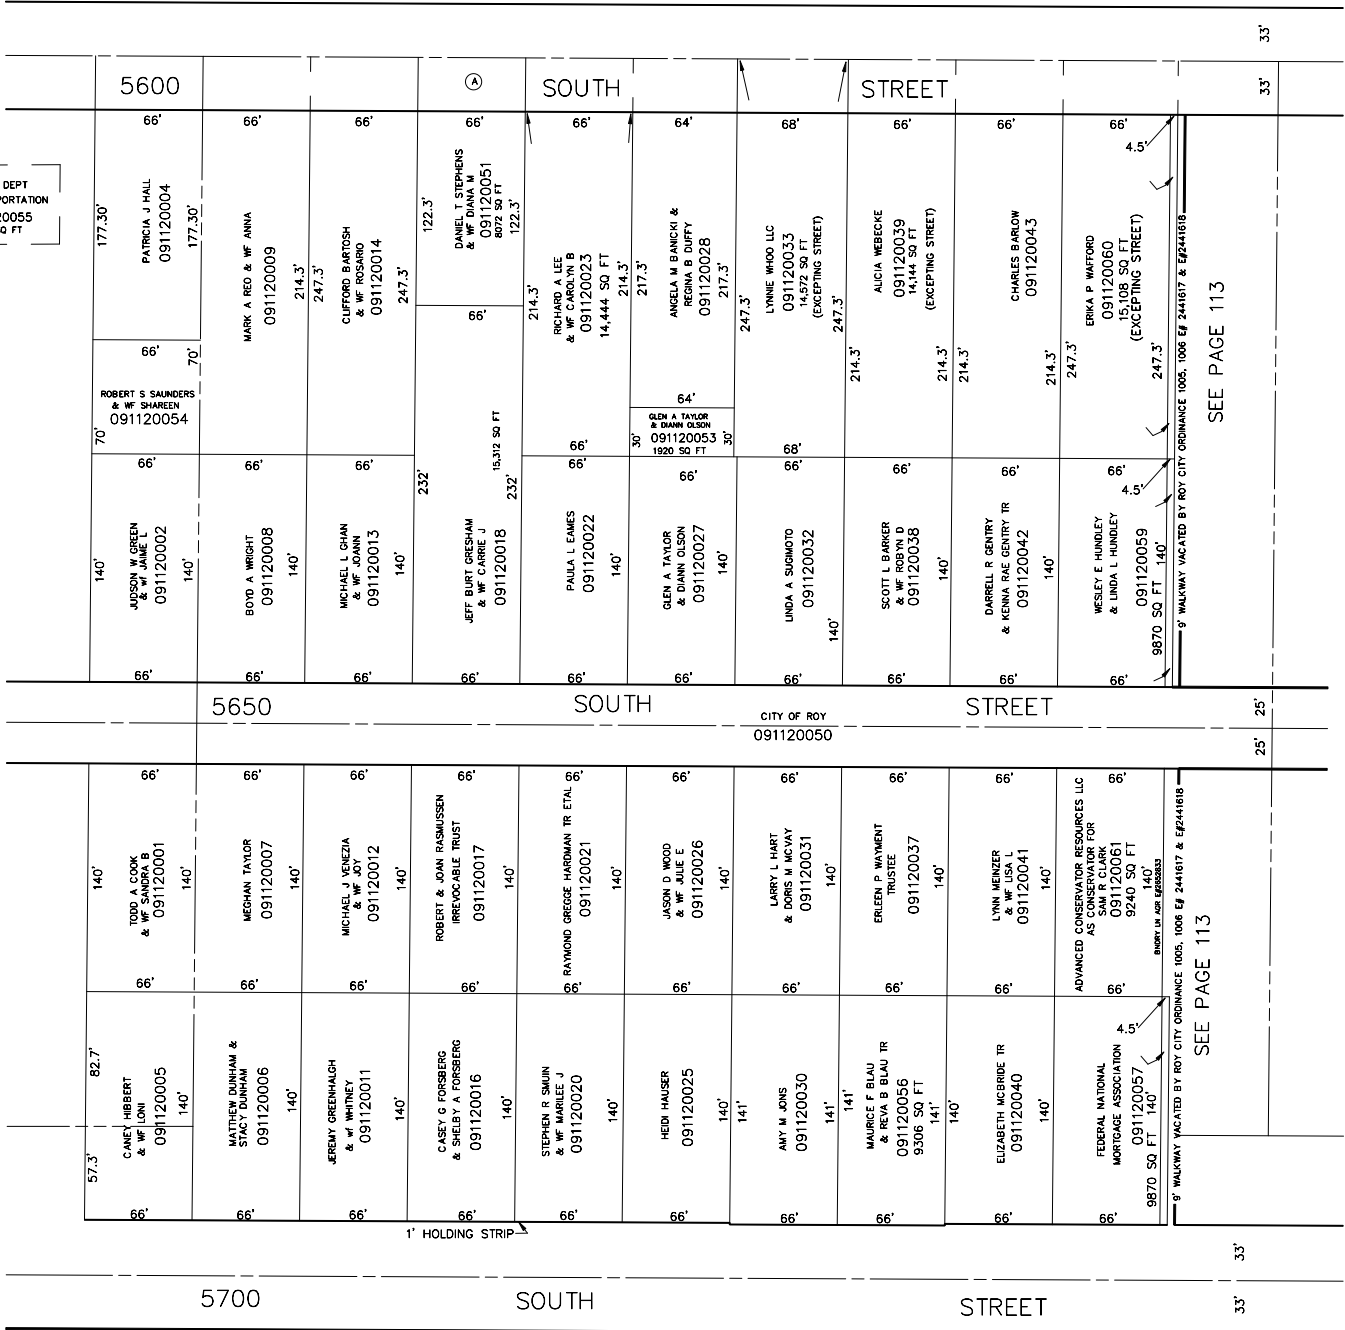 33'
5600
Ⓐ
SOUTH
STREET
33'
66'
66'
66'
66'
66'
64'
68'
66'
66'
66'
4.5'
DEPT
PORTATION
20055
Q FT
177.30'
PATRICIA J HALL
091120004
177.30'
MARK A REO & WF ANNA
091120009
214.3'
247.3'
CLIFFORD BARTOSH
& WF ROSARIO
091120014
247.3'
122.3'
DANIEL T STEPHENS
& WF DIANA M
091120051
8072 SQ FT
122.3'
66'
214.3'
RICHARD A LEE
& WF CAROLYN B
091120023
14,444 SQ FT
214.3'
217.3'
ANGELA M BANICKI &
REGINA B DUFFY
091120028
217.3'
247.3'
LYNNIE WHOO LLC
091120033
14,572 SQ FT
(EXCEPTING STREET)
247.3'
214.3'
ALICIA WEBECKE
091120039
14,144 SQ FT
(EXCEPTING STREET)
214.3'
214.3'
CHARLES BARLOW
091120043
214.3'
247.3'
ERIKA P WAFFORD
091120060
15,108 SQ FT
(EXCEPTING STREET)
247.3'
9' WALKWAY VACATED BY ROY CITY ORDINANCE 1005, 1006 E# 2441617 & E#2441618
SEE PAGE 113
66'
70'
ROBERT S SAUNDERS
& WF SHAREEN
091120054
70'
64'
GLEN A TAYLOR
& DIANN OLSON
30'
091120053
30'
1920 SQ FT
66'
68'
66'
66'
66'
66'
66'
66'
66'
66'
66'
4.5'
140'
JUDSON W GREEN
& wf JAIME L
091120002
140'
BOYD A WRIGHT
091120008
140'
MICHAEL L GHAN
& WF JOANN
091120013
140'
232'
JEFF BURT GRESHAM
& WF CARRIE J
091120018
15,312 SQ FT
232'
PAULA L EAMES
091120022
140'
GLEN A TAYLOR
& DIANN OLSON
091120027
140'
LINDA A SUGIMOTO
091120032
140'
SCOTT L BARKER
& WF ROBYN D
091120038
140'
DARRELL R GENTRY
& KENNA RAE GENTRY TR
091120042
140'
WESLEY E HUNDLEY
& LINDA L HUNDLEY
091120059
9870 SQ FT
140'
66'
66'
66'
66'
66'
66'
66'
66'
66'
66'
5650
SOUTH
STREET
25'
CITY OF ROY
091120050
25'
66'
66'
66'
66'
66'
66'
66'
66'
66'
66'
140'
TODD A COOK
& WF SANDRA B
091120001
140'
MEGHAN TAYLOR
091120007
140'
MICHAEL J VENEZIA
& WF JOY
091120012
140'
ROBERT & JOAN RASMUSSEN
IRREVOCABLE TRUST
091120017
140'
RAYMOND GREGGE HARDMAN TR ETAL
091120021
140'
JASON D WOOD
& WF JULIE E
091120026
140'
LARRY L HART
& DORIS M MCVAY
091120031
140'
ERLEEN P WAYMENT
TRUSTEE
091120037
140'
LYNN MEINZER
& WF LISA L
091120041
140'
ADVANCED CONSERVATOR RESOURCES LLC
AS CONSERVATOR FOR
SAM R CLARK
091120061
9240 SQ FT
140'
BNDRY LN AGR E#2652633
9' WALKWAY VACATED BY ROY CITY ORDINANCE 1005, 1006 E# 2441617 & E#2441618
SEE PAGE 113
66'
66'
66'
66'
66'
66'
66'
66'
66'
66'
4.5'
82.7'
57.3'
CANEY HIBBERT
& WF LONI
091120005
140'
MATTHEW DUNHAM &
STACY DUNHAM
091120006
140'
JEREMY GREENHALGH
& wf WHITNEY
091120011
140'
CASEY G FORSBERG
& SHELBY A FORSBERG
091120016
140'
STEPHEN R SMUIN
& WF MARILEE J
091120020
140'
HEIDI HAUSER
091120025
140'
141'
AMY M JONS
091120030
141'
141'
MAURICE F BLAU
& REVA B BLAU TR
091120056
9306 SQ FT
141'
140'
ELIZABETH MCBRIDE TR
091120040
140'
FEDERAL NATIONAL
MORTGAGE ASSOCIATION
091120057
9870 SQ FT
140'
66'
66'
66'
66'
66'
66'
66'
66'
66'
66'
1' HOLDING STRIP
33'
5700
SOUTH
STREET
33'